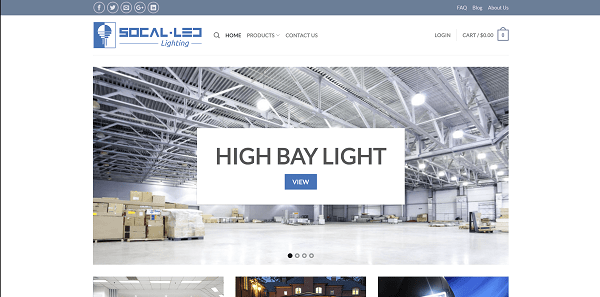 FAQ Blog About Us
SOCAL·LED
Lighting
HOME PRODUCTS CONTACT US
LOGIN CART / $0.00 0
HIGH BAY LIGHT
VIEW